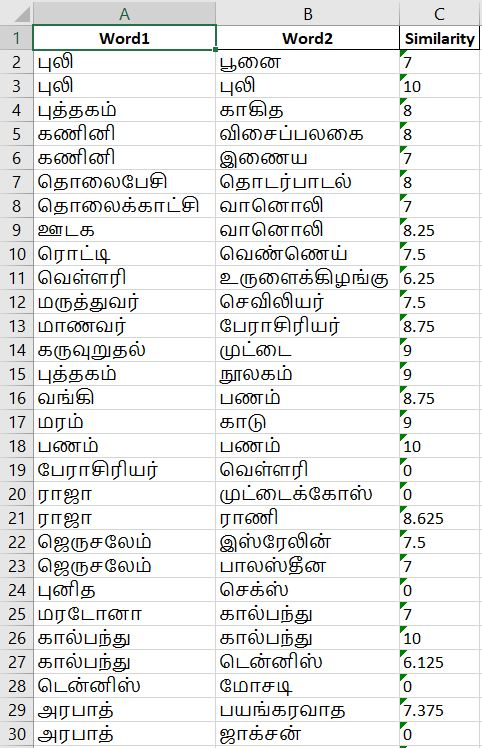 A B C
1 Word1 Word2 Similarity
2 புலி பூனை 7
3 புலி புலி 10
4 புத்தகம் காகித 8
5 கணினி விசைப்பலகை 8
6 கணினி இணைய 7
7 தொலைபேசி தொடர்பாடல் 8
8 தொலைக்காட்சி வானொலி 7
9 ஊடக வானொலி 8.25
10 ரொட்டி வெண்ணெய் 7.5
11 வெள்ளரி உருளைக்கிழங்கு 6.25
12 மருத்துவர் செவிலியர் 7.5
13 மாணவர் பேராசிரியர் 8.75
14 கருவுறுதல் முட்டை 9
15 புத்தகம் நூலகம் 9
16 வங்கி பணம் 8.75
17 மரம் காடு 9
18 பணம் பணம் 10
19 பேராசிரியர் வெள்ளரி 0
20 ராஜா முட்டைக்கோஸ் 0
21 ராஜா ராணி 8.625
22 ஜெருசலேம் இஸ்ரேலின் 7.5
23 ஜெருசலேம் பாலஸ்தீன 7
24 புனித செக்ஸ் 0
25 மரடோனா கால்பந்து 7
26 கால்பந்து கால்பந்து 10
27 கால்பந்து டென்னிஸ் 6.125
28 டென்னிஸ் மோசடி 0
29 அரபாத் பயங்கரவாத 7.375
30 அரபாத் ஜாக்சன் 0